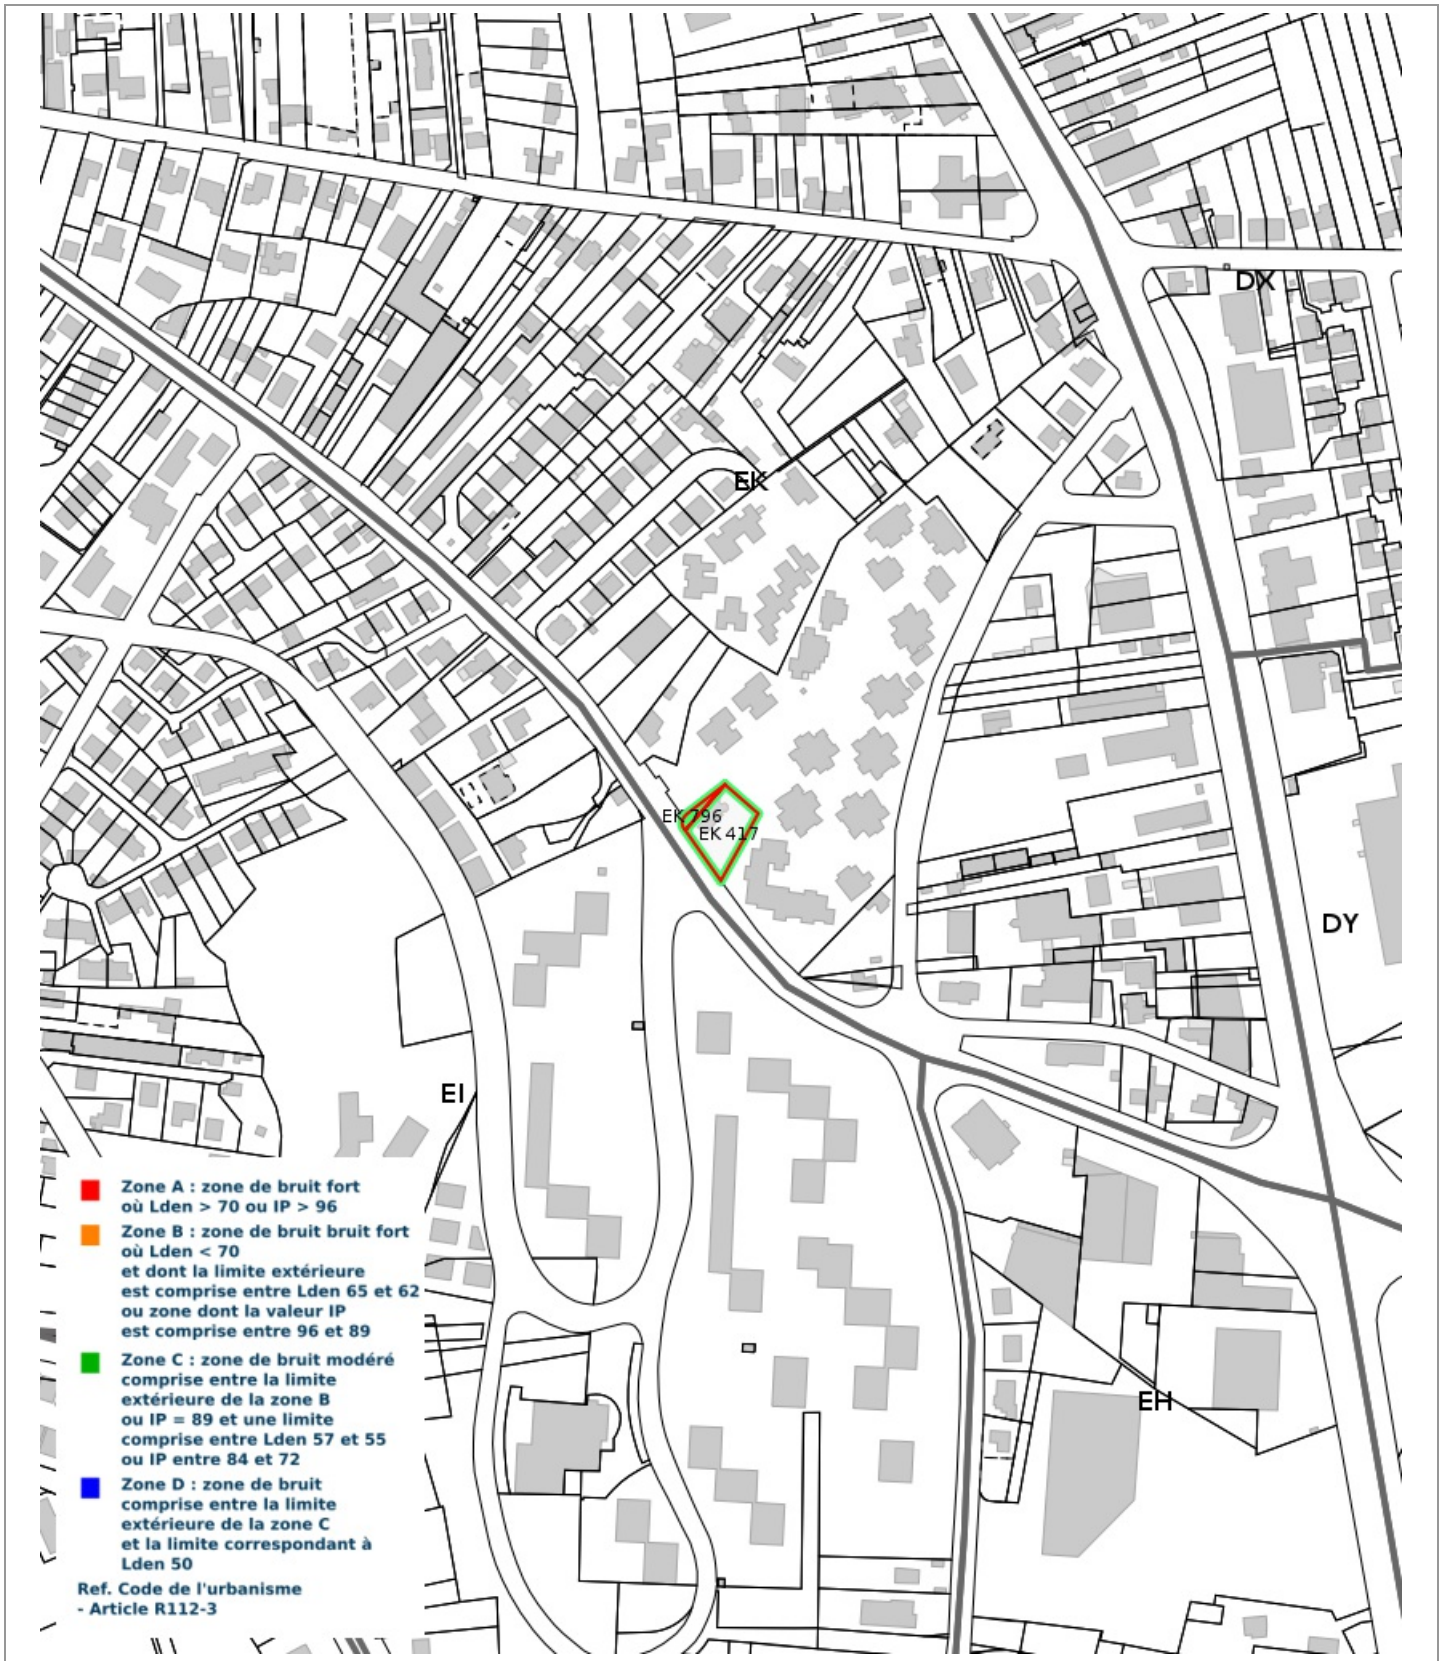 DX
EK
EK 796
EK 417
DY
EI
EH
Zone A : zone de bruit fort
où Lden > 70 ou IP > 96
Zone B : zone de bruit bruit fort
où Lden < 70
et dont la limite extérieure
est comprise entre Lden 65 et 62
ou zone dont la valeur IP
est comprise entre 96 et 89
Zone C : zone de bruit modéré
comprise entre la limite
extérieure de la zone B
ou IP = 89 et une limite
comprise entre Lden 57 et 55
ou IP entre 84 et 72
Zone D : zone de bruit
comprise entre la limite
extérieure de la zone C
et la limite correspondant à
Lden 50
Ref. Code de l'urbanisme
- Article R112-3